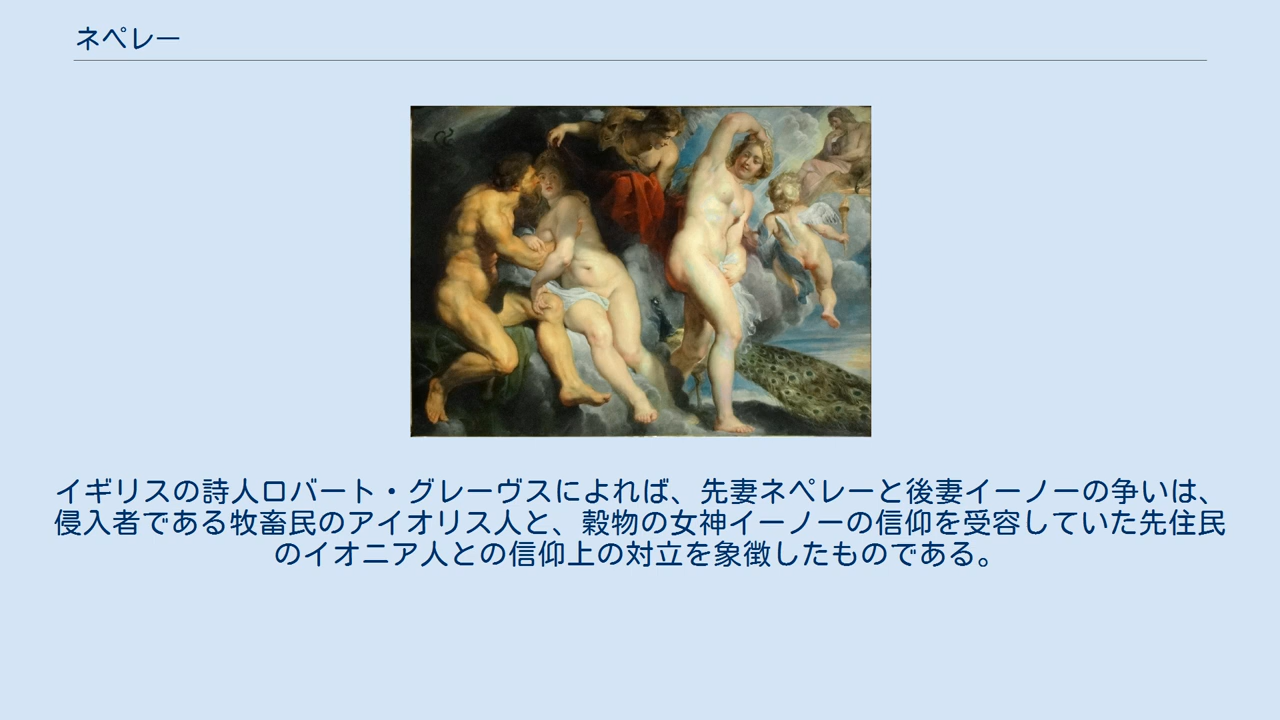 ネペレー
イギリスの詩人ロバート・グレーヴスによれば、先妻ネペレーと後妻イーノーの争いは、
侵入者である牧畜民のアイオリス人と、穀物の女神イーノーの信仰を受容していた先住民
のイオニア人との信仰上の対立を象徴したものである。